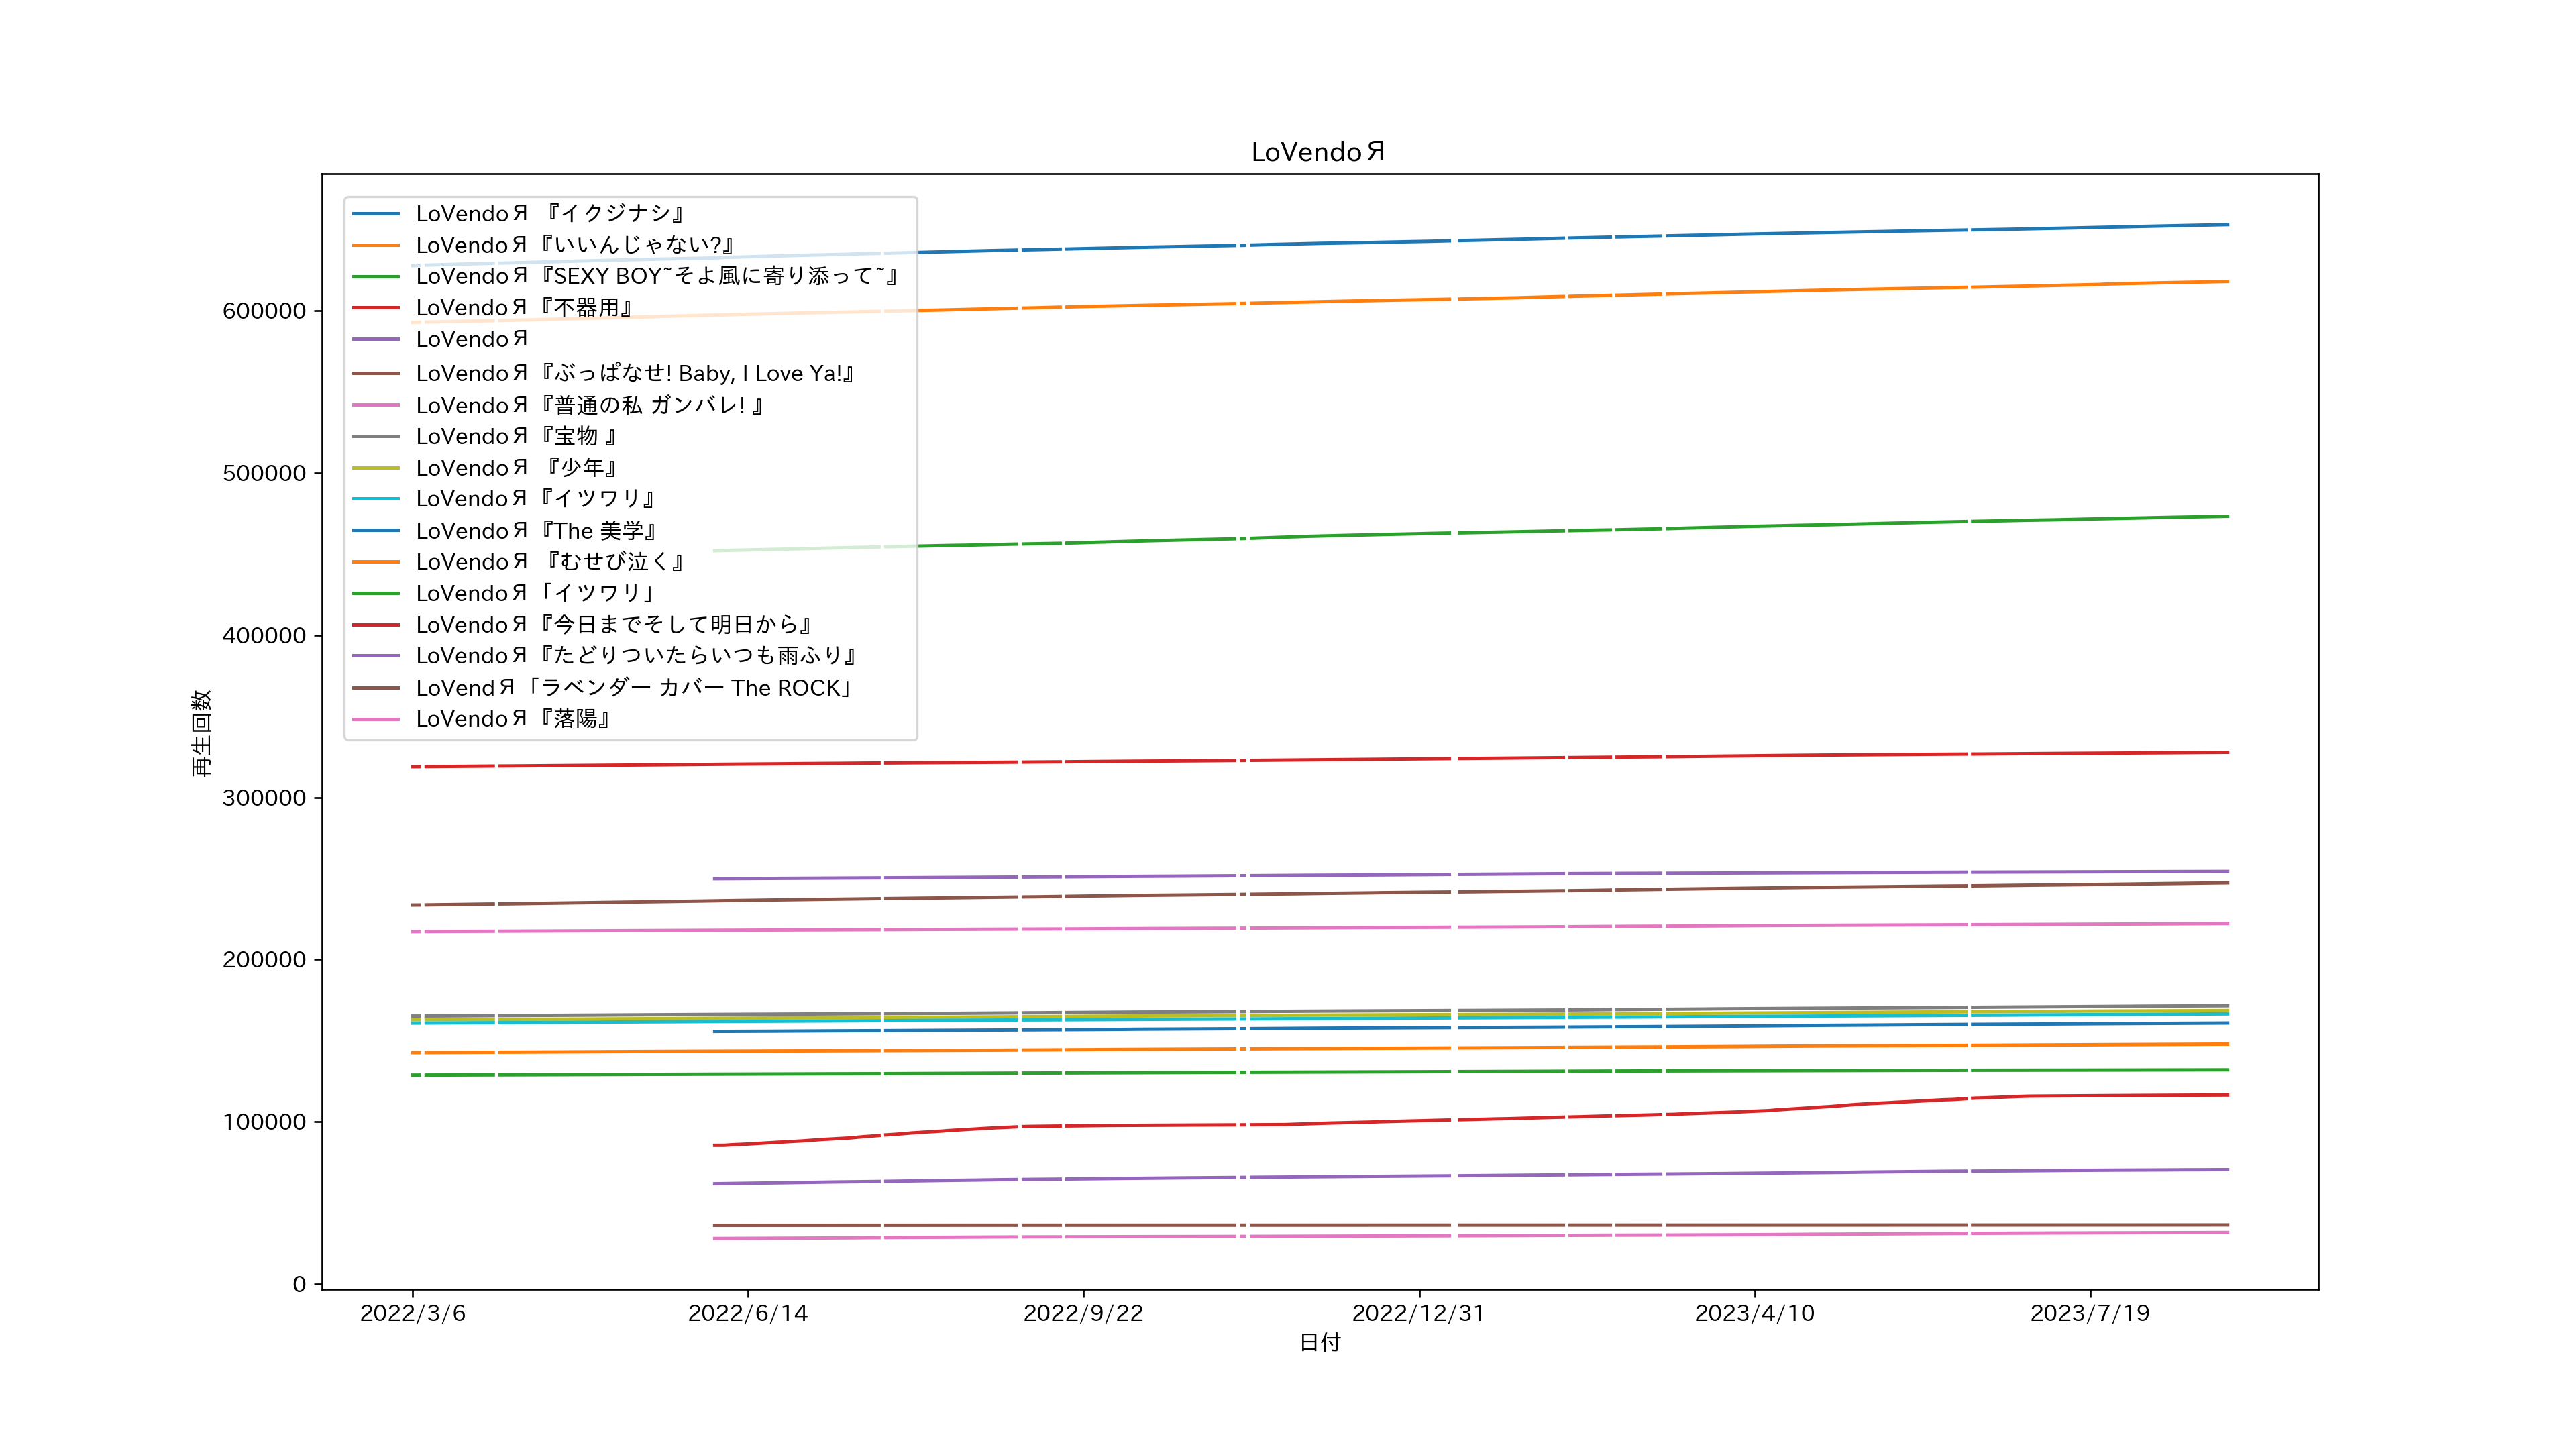 LoVendoЯ
LoVendoЯ 『イクジナシ』
LoVendoЯ『いいんじゃない?』
LoVendoЯ『SEXY BOY~そよ風に寄り添って~』
LoVendoЯ『不器用』
LoVendoЯ
LoVendoЯ『ぶっぱなせ! Baby, I Love Ya!』
LoVendoЯ『普通の私 ガンバレ! 』
LoVendoЯ『宝物 』
LoVendoЯ 『少年』
LoVendoЯ『イツワリ』
LoVendoЯ『The 美学』
LoVendoЯ 『むせび泣く』
LoVendoЯ「イツワリ」
LoVendoЯ『今日までそして明日から』
LoVendoЯ『たどりついたらいつも雨ふり』
LoVendЯ「ラベンダー カバー The ROCK」
LoVendoЯ『落陽』
再生回数
600000
500000
400000
300000
200000
100000
0
2022/3/6
2022/6/14
2022/9/22
2022/12/31
2023/4/10
2023/7/19
日付